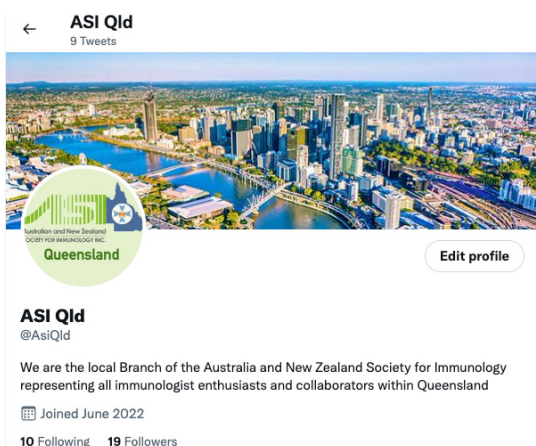 ASI Qld
9 Tweets
ASI
Australian and New Zealand
SOCIETY FOR IMMUNOLOGY INC.
Queensland
Edit profile
ASI Qld
@AsiQld
We are the local Branch of the Australia and New Zealand Society for Immunology
representing all immunologist enthusiasts and collaborators within Queensland
Joined June 2022
10 Following 19 Followers